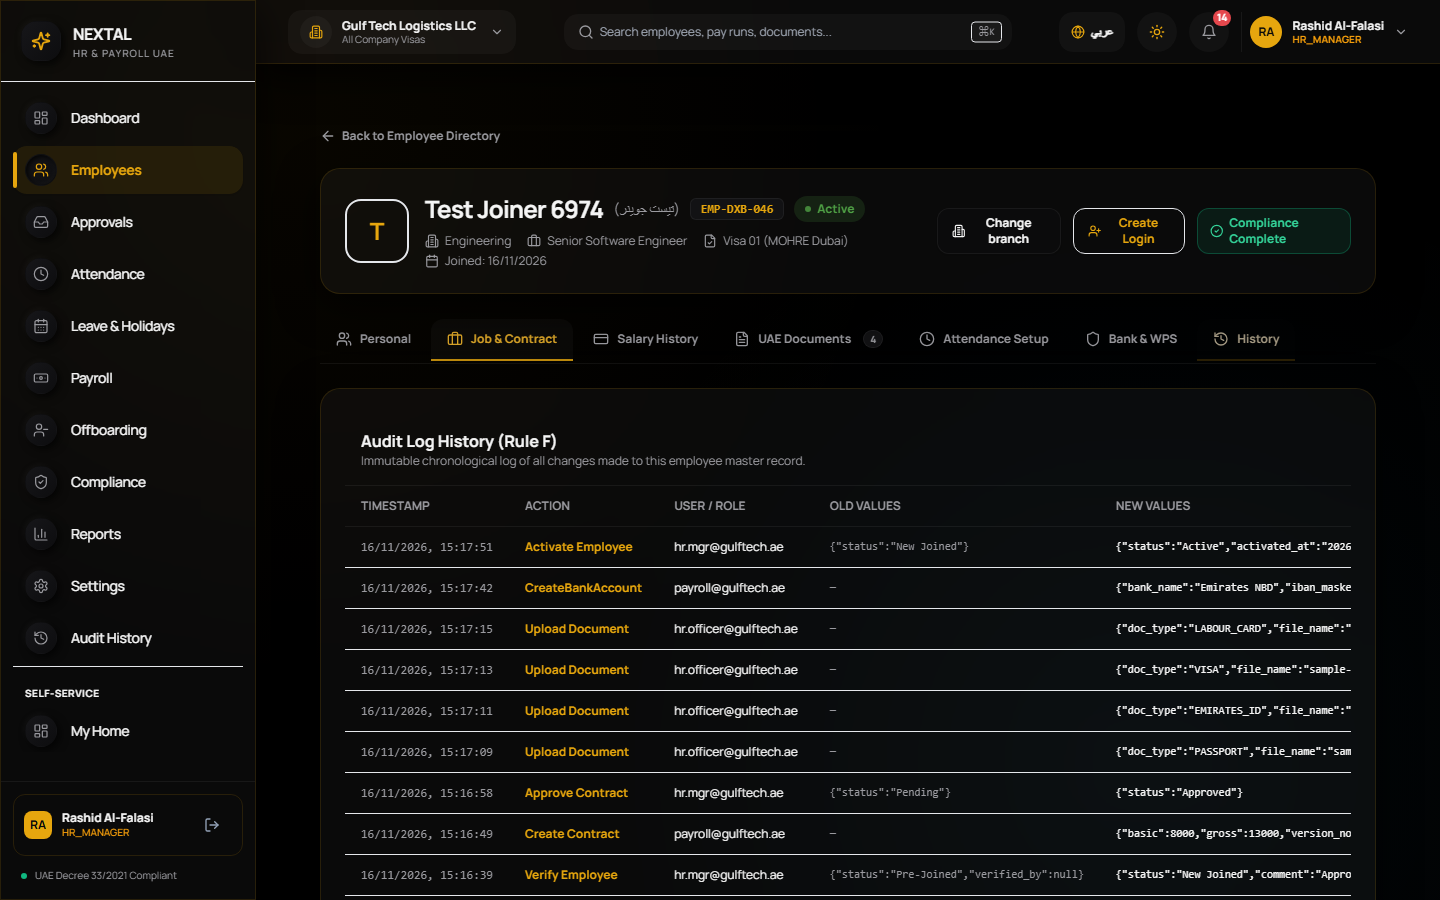 NEXTAL
HR & PAYROLL UAE
Gulf Tech Logistics LLC
All Company Visas
Search employees, pay runs, documents...
⌘K
عربي
14
RA
Rashid Al-Falasi
HR_MANAGER
Dashboard
Employees
Approvals
Attendance
Leave & Holidays
Payroll
Offboarding
Compliance
Reports
Settings
Audit History
SELF-SERVICE
My Home
RA
Rashid Al-Falasi
HR_MANAGER
UAE Decree 33/2021 Compliant
Back to Employee Directory
T
Test Joiner 6974 (تيست جوينر) EMP-DXB-046 Active
Engineering Senior Software Engineer Visa 01 (MOHRE Dubai)
Joined: 16/11/2026
Change branch
Create Login
Compliance Complete
Personal Job & Contract Salary History UAE Documents 4 Attendance Setup Bank & WPS History
Audit Log History (Rule F)
Immutable chronological log of all changes made to this employee master record.
TIMESTAMP ACTION USER / ROLE OLD VALUES NEW VALUES
16/11/2026, 15:17:51 Activate Employee hr.mgr@gulftech.ae {"status":"New Joined"} {"status":"Active","activated_at":"2026
16/11/2026, 15:17:42 CreateBankAccount payroll@gulftech.ae — {"bank_name":"Emirates NBD","iban_maske
16/11/2026, 15:17:15 Upload Document hr.officer@gulftech.ae — {"doc_type":"LABOUR_CARD","file_name":"
16/11/2026, 15:17:13 Upload Document hr.officer@gulftech.ae — {"doc_type":"VISA","file_name":"sample-
16/11/2026, 15:17:11 Upload Document hr.officer@gulftech.ae — {"doc_type":"EMIRATES_ID","file_name":"
16/11/2026, 15:17:09 Upload Document hr.officer@gulftech.ae — {"doc_type":"PASSPORT","file_name":"sam
16/11/2026, 15:16:58 Approve Contract hr.mgr@gulftech.ae {"status":"Pending"} {"status":"Approved"}
16/11/2026, 15:16:49 Create Contract payroll@gulftech.ae — {"basic":8000,"gross":13000,"version_no
16/11/2026, 15:16:39 Verify Employee hr.mgr@gulftech.ae {"status":"Pre-Joined","verified_by":null} {"status":"New Joined","comment":"Appro